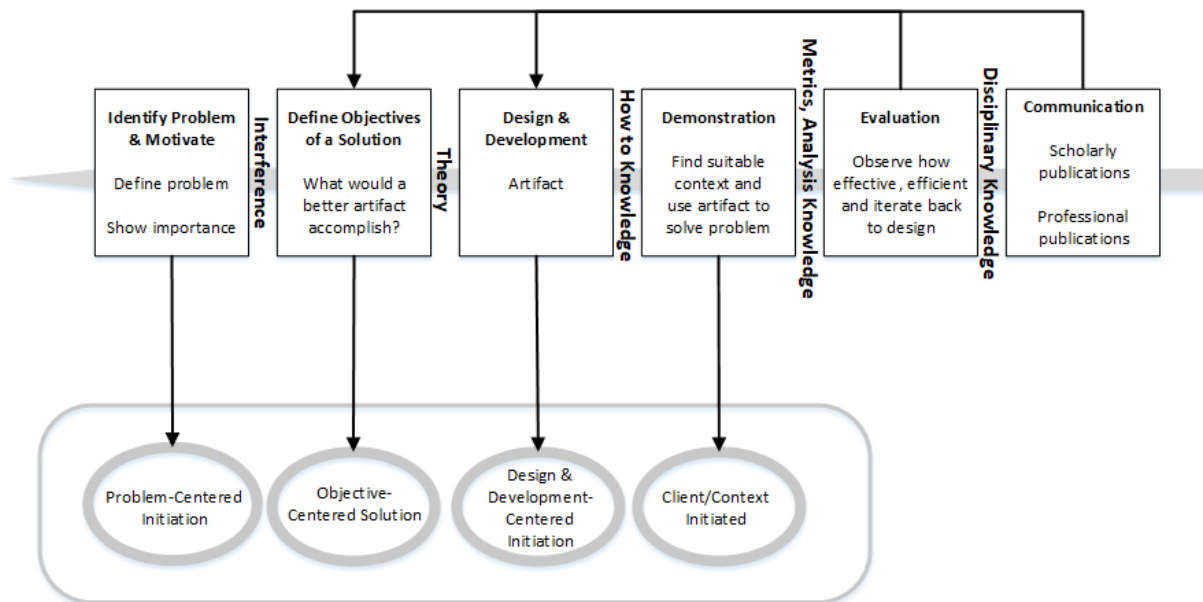 Identify Problem
& Motivate
Define problem
Show importance
Interference
Define Objectives
of a Solution
What would a
better artifact
accomplish?
Theory
Design &
Development
Artifact
How to Knowledge
Demonstration
Find suitable
context and
use artifact to
solve problem
Metrics, Analysis Knowledge
Evaluation
Observe how
effective, efficient
and iterate back
to design
Disciplinary Knowledge
Communication
Scholarly
publications
Professional
publications
Problem-Centered
Initiation
Objective-
Centered Solution
Design &
Development-
Centered
Initiation
Client/Context
Initiated